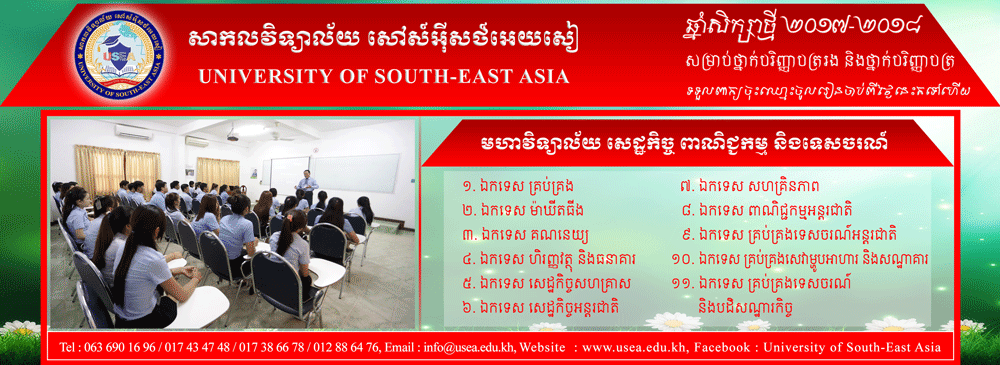 សាកលវិទ្យាល័យ សៅស៍អ៊ីសថ៍អេយសៀ
UNIVERSITY OF SOUTH-EAST ASIA
ឆ្នាំសិក្សាថ្មី ២០១៧-២០១៨
សម្រាប់ថ្នាក់បរិញ្ញាបត្ររង និងថ្នាក់បរិញ្ញាបត្រ
ទទួលពាក្យចុះឈ្មោះចូលរៀនចាប់ពីថ្ងៃនេះតទៅហើយ
មហាវិទ្យាល័យ សេដ្ឋកិច្ច ពាណិជ្ជកម្ម និងទេសចរណ៍
១. ឯកទេស គ្រប់គ្រង
២. ឯកទេស ម៉ាឃីតធីង
៣. ឯកទេស គណនេយ្យ
៤. ឯកទេស ហិរញ្ញវត្ថុ និងធនាគារ
៥. ឯកទេស សេដ្ឋកិច្ចសហគ្រាស
៦. ឯកទេស សេដ្ឋកិច្ចអន្តរជាតិ
៧. ឯកទេស សហគ្រិនភាព
៨. ឯកទេស ពាណិជ្ជកម្មអន្តរជាតិ
៩. ឯកទេស គ្រប់គ្រងទេសចរណ៍អន្តរជាតិ
១០. ឯកទេស គ្រប់គ្រងសេវាម្ហូបអាហារ និងសណ្ឋាគារ
១១. ឯកទេស គ្រប់គ្រងទេសចរណ៍
និងបដិសណ្ឋារកិច្ច
Tel : 063 690 16 96 / 017 43 47 48 / 017 38 66 78 / 012 88 64 76, Email : info@usea.edu.kh, Website : www.usea.edu.kh, Facebook : University of South-East Asia